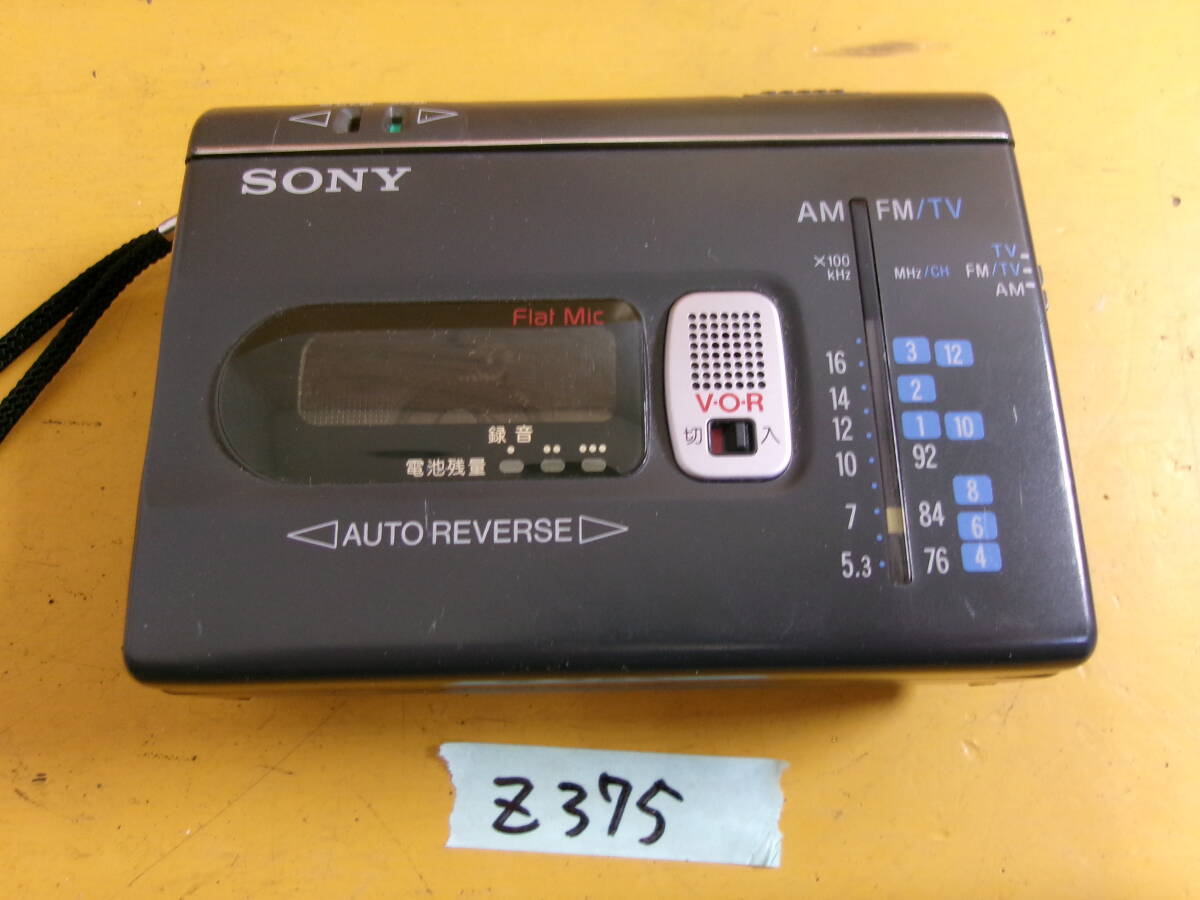 SONY
AM FM/TV
TV
FM/TV
AM
×100
kHz
MHz/CH
Flat Mic
V·O·R
切 入
録音
電池残量
AUTO REVERSE
16
14
12
10
7
5.3
3 12
2
1 10
92
8
84
6
76
4
Z375